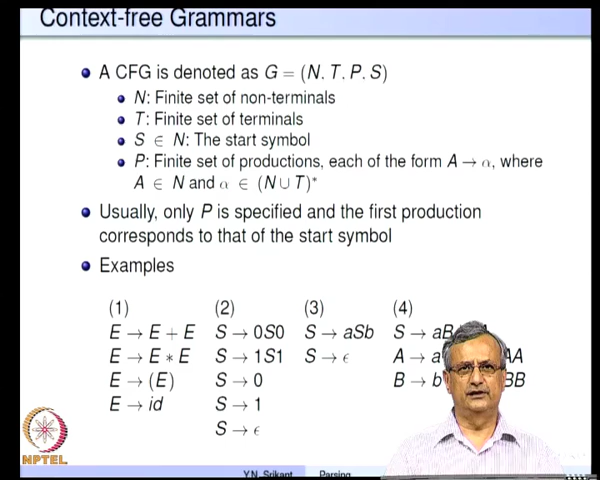 Context-free Grammars
A CFG is denoted as G = (N, T, P, S)
N: Finite set of non-terminals
T: Finite set of terminals
S ∈ N: The start symbol
P: Finite set of productions, each of the form A → α, where
A ∈ N and α ∈ (N ∪ T)*
Usually, only P is specified and the first production
corresponds to that of the start symbol
Examples
(1) (2) (3) (4)
E → E + E S → 0S0 S → aSb S → aB
E → E * E S → 1S1 S → ϵ A → a AA
E → (E) S → 0 B → b BB
E → id S → 1
S → ϵ
NPTEL
Y.N. Srikant Parsing